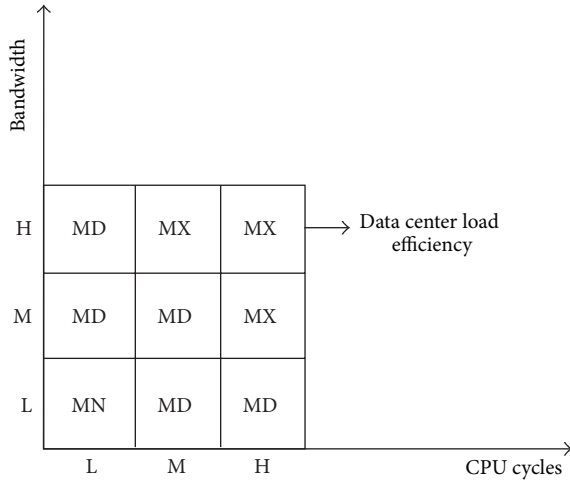 Bandwidth
H MD MX MX
Data center load
efficiency
M MD MD MX
L MN MD MD
L M H
CPU cycles